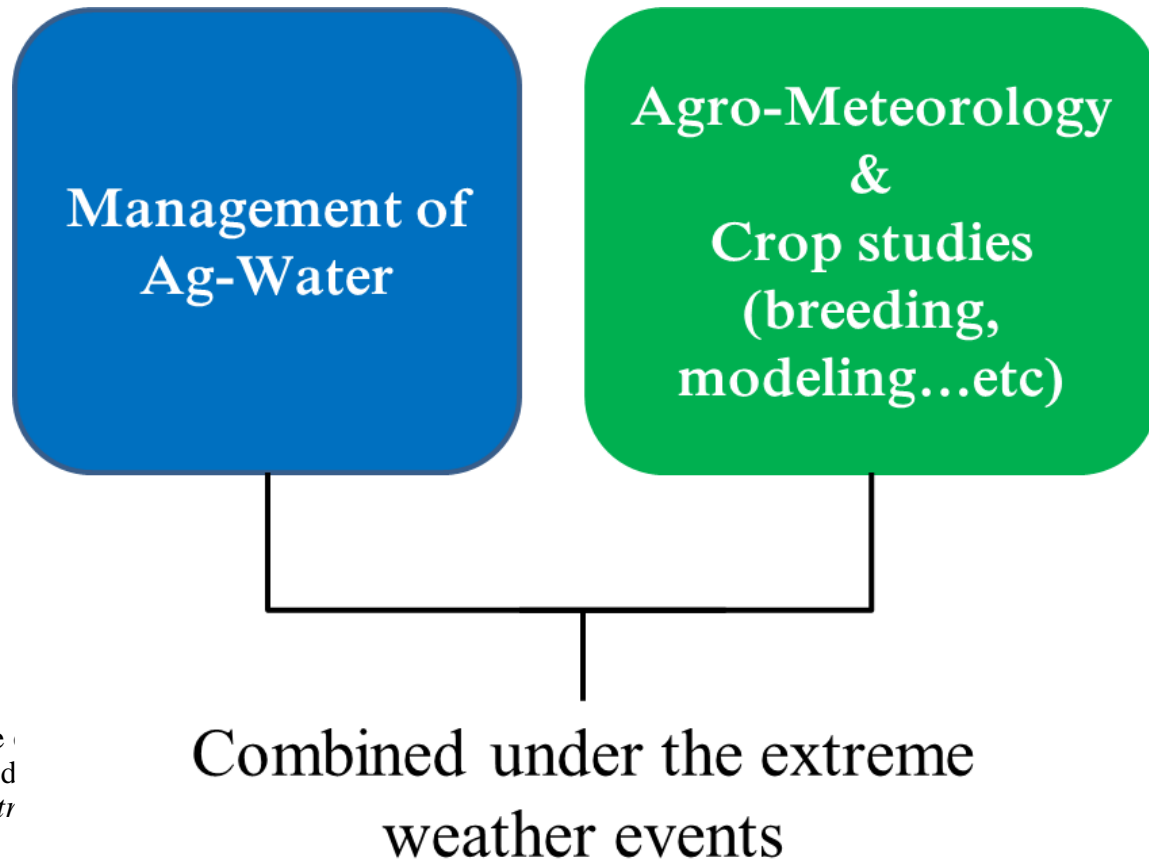 Management of
Ag-Water
Agro-Meteorology
&
Crop studies
(breeding,
modeling...etc)
Combined under the extreme
weather events